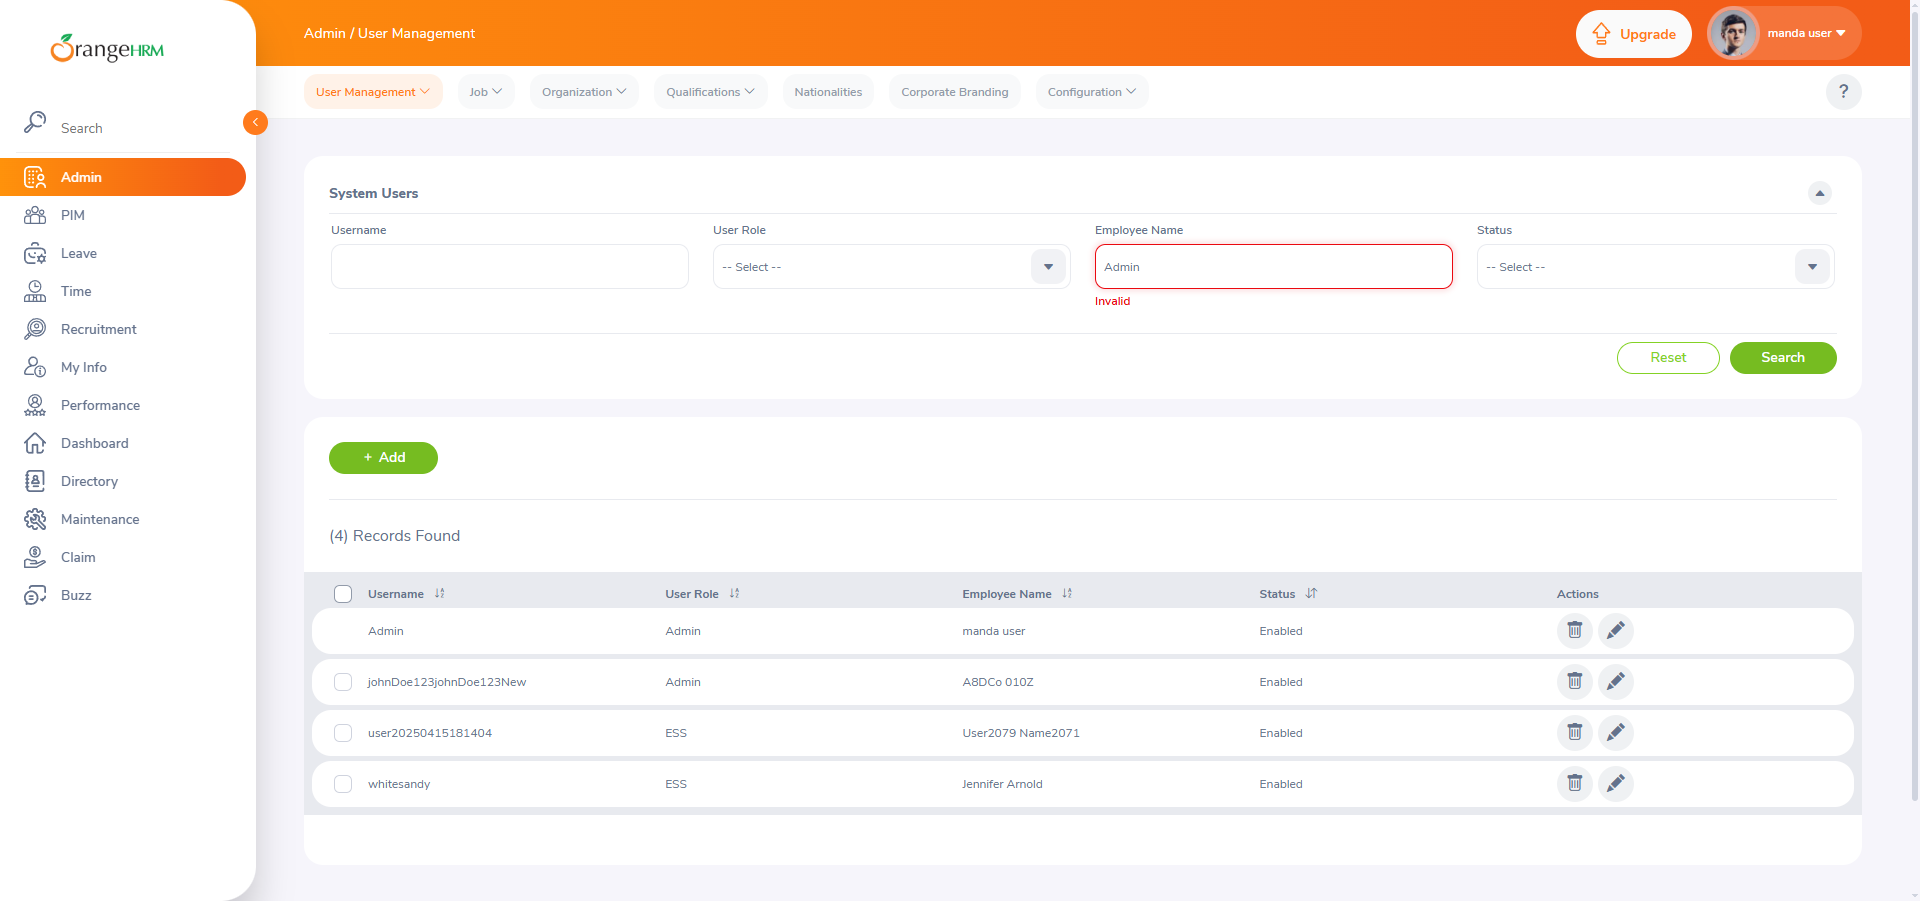 OrangeHRM
Admin / User Management
Upgrade
manda user
User Management
Job
Organization
Qualifications
Nationalities
Corporate Branding
Configuration
?
Search
Admin
PIM
Leave
Time
Recruitment
My Info
Performance
Dashboard
Directory
Maintenance
Claim
Buzz
System Users
Username
User Role
Employee Name
Status
-- Select --
Admin
-- Select --
Invalid
Reset
Search
+ Add
(4) Records Found
Username User Role Employee Name Status Actions
Admin Admin manda user Enabled
johnDoe123johnDoe123New Admin A8DCo 010Z Enabled
user20250415181404 ESS User2079 Name2071 Enabled
whitesandy ESS Jennifer Arnold Enabled